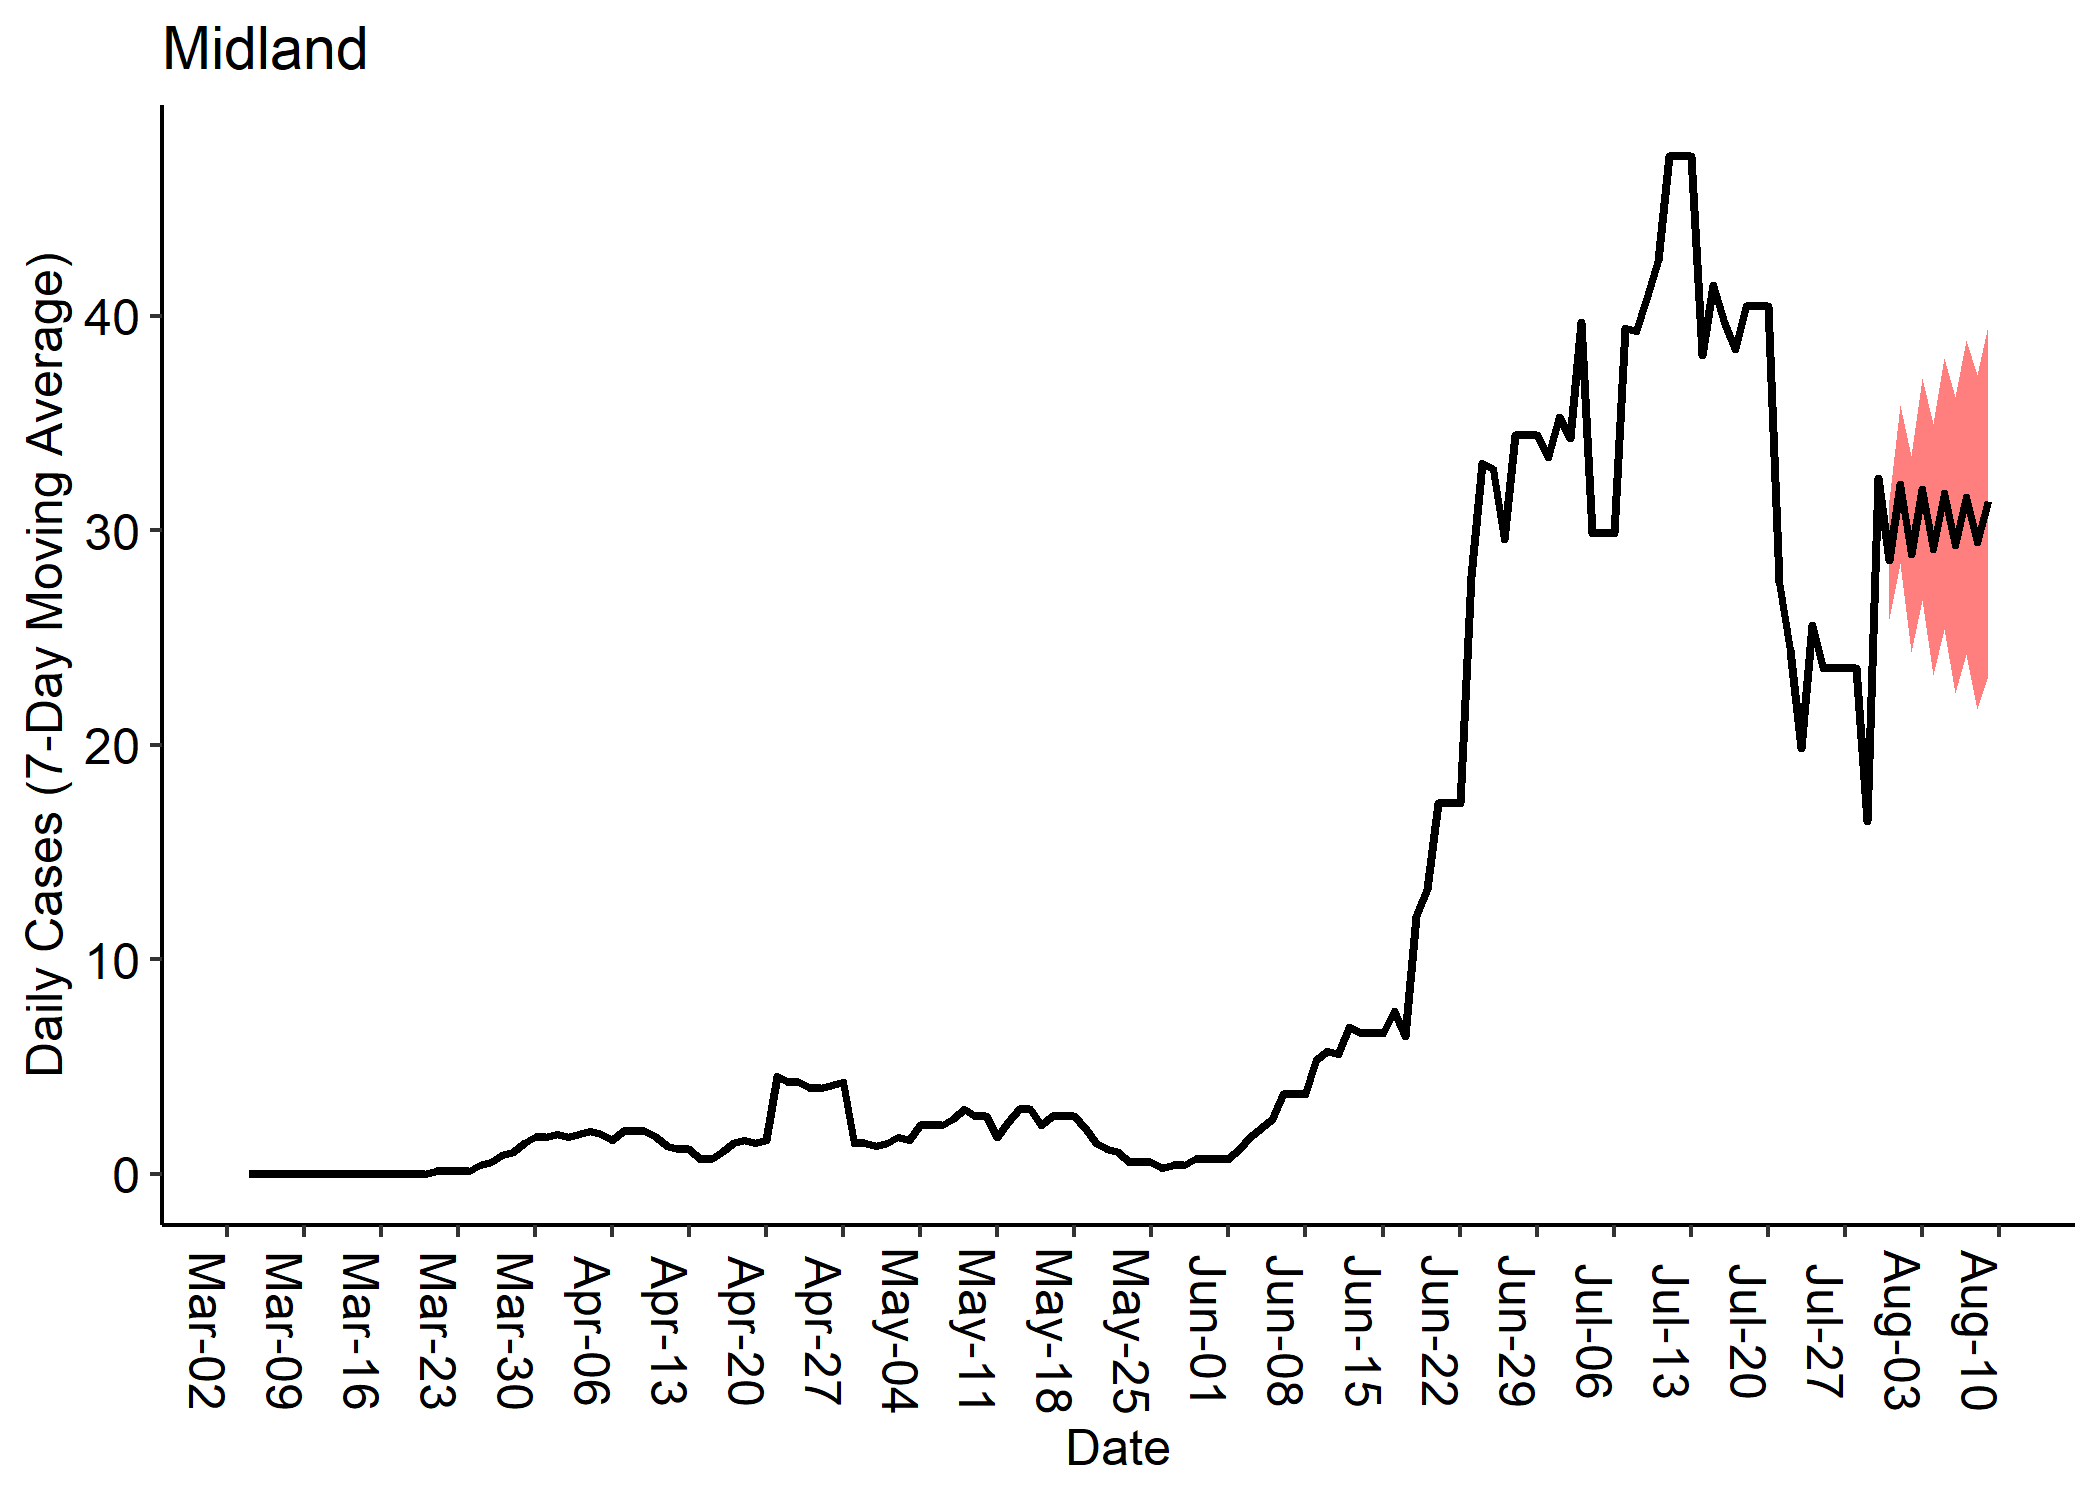 Midland
Daily Cases (7-Day Moving Average)
40
30
20
10
0
Mar-02
Mar-09
Mar-16
Mar-23
Mar-30
Apr-06
Apr-13
Apr-20
Apr-27
May-04
May-11
May-18
May-25
Jun-01
Jun-08
Jun-15
Jun-22
Jun-29
Jul-06
Jul-13
Jul-20
Jul-27
Aug-03
Aug-10
Date